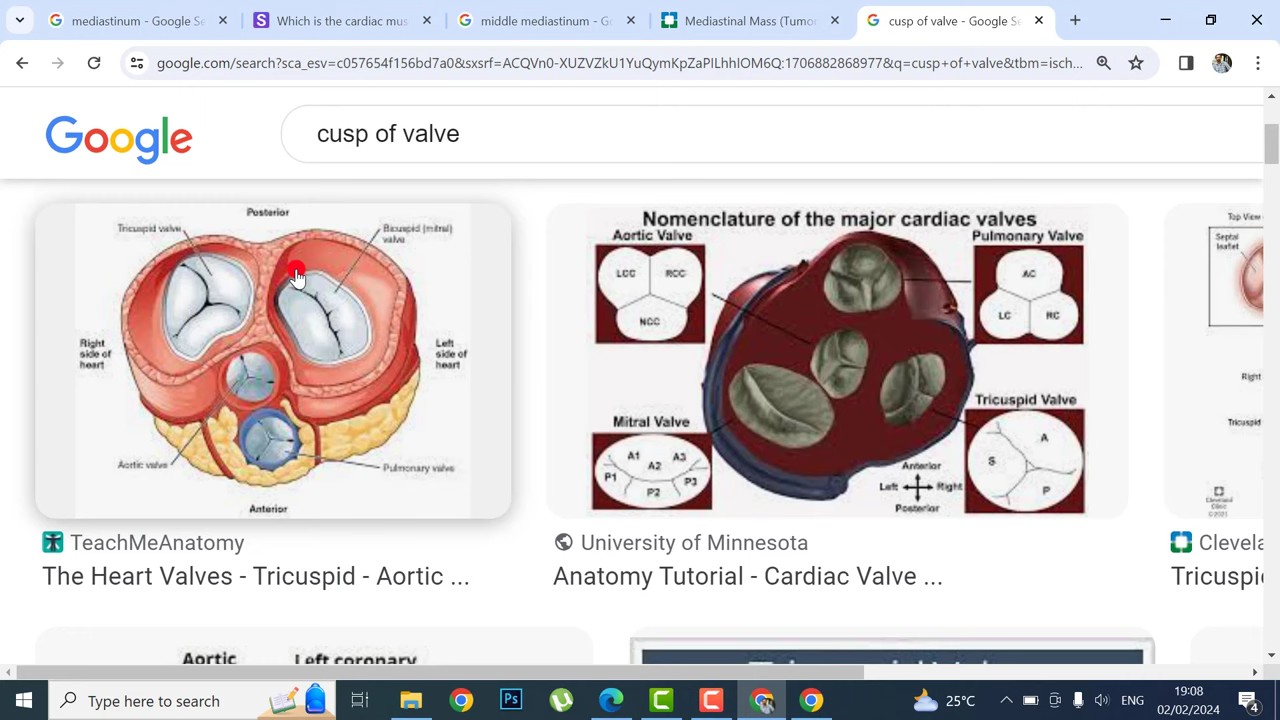 mediastinum - Google Se
Which is the cardiac mus
middle mediastinum - Go
Mediastinal Mass (Tumor
cusp of valve - Google Se
google.com/search?sca_esv=c057654f156bd7a0&sxsrf=ACQVn0-XUZVZkU1YuQymKpZaPILhhIOM6Q:1706882868977&q=cusp+of+valve&tbm=isch...
Google
cusp of valve
Posterior
Tricuspid valve
Bicuspid (mitral)
valve
Right
side of
heart
Left
side of
heart
Aortic valve
Pulmonary valve
Anterior
Nomenclature of the major cardiac valves
Aortic Valve
Pulmonary Valve
LCC
RCC
NCC
AC
LC
RC
Mitral Valve
Tricuspid Valve
A1
A2
A3
P1
P2
P3
S
A
P
Anterior
Left
Right
Posterior
Top View
Septal
leaflet
Right
Tricuspid
Cleveland
Clinic
©2023
TeachMeAnatomy
The Heart Valves - Tricuspid - Aortic ...
University of Minnesota
Anatomy Tutorial - Cardiac Valve ...
Clevela
Tricuspi
Aortic
Left coronary
Type here to search
25°C
ENG
19:08
02/02/2024
4